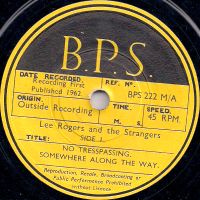 B.P.S.
DATE RECORDED. REF. Nº.
Recording First
Published 1962. BPS 222 M/A
ORIGIN: TIME. SPEED.
Outside Recording 45 RPM.
M. S.
Lee Rogers and the Strangers
SIDE 1.
TITLE:
NO TRESSPASSING.
SOMEWHERE ALONG THE WAY.
Reproduction, Resale, Broadcasting or
Public Performance Prohibited
without Licence